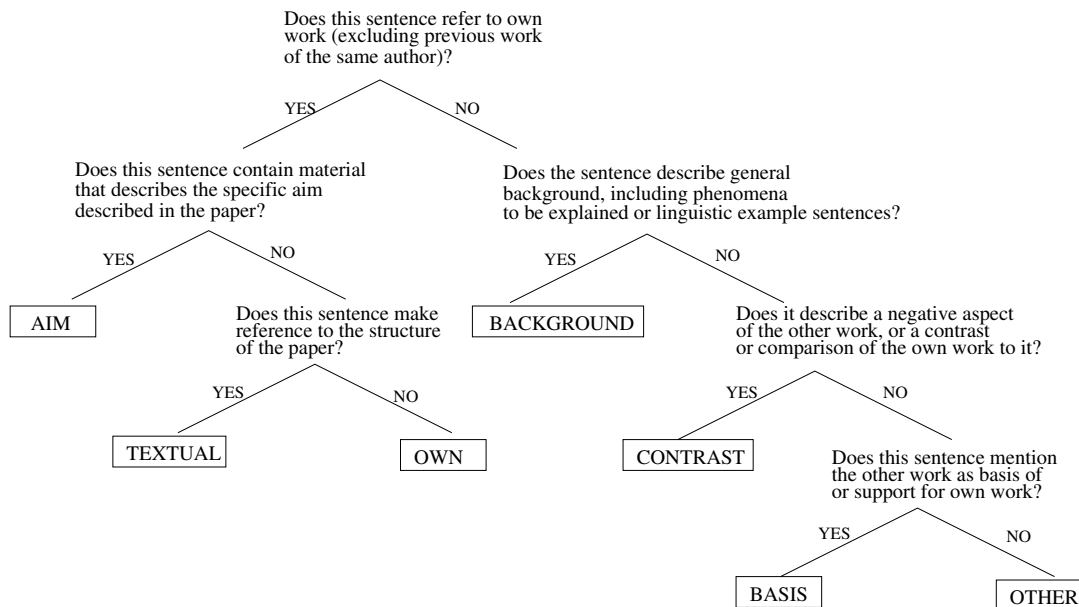 Does this sentence refer to own
work (excluding previous work
of the same author)?
YES
NO
Does this sentence contain material
that describes the specific aim
described in the paper?
Does the sentence describe general
background, including phenomena
to be explained or linguistic example sentences?
YES
NO
YES
NO
AIM
Does this sentence make
reference to the structure
of the paper?
BACKGROUND
Does it describe a negative aspect
of the other work, or a contrast
or comparison of the own work to it?
YES
NO
YES
NO
TEXTUAL
OWN
CONTRAST
Does this sentence mention
the other work as basis of
or support for own work?
YES
NO
BASIS
OTHER